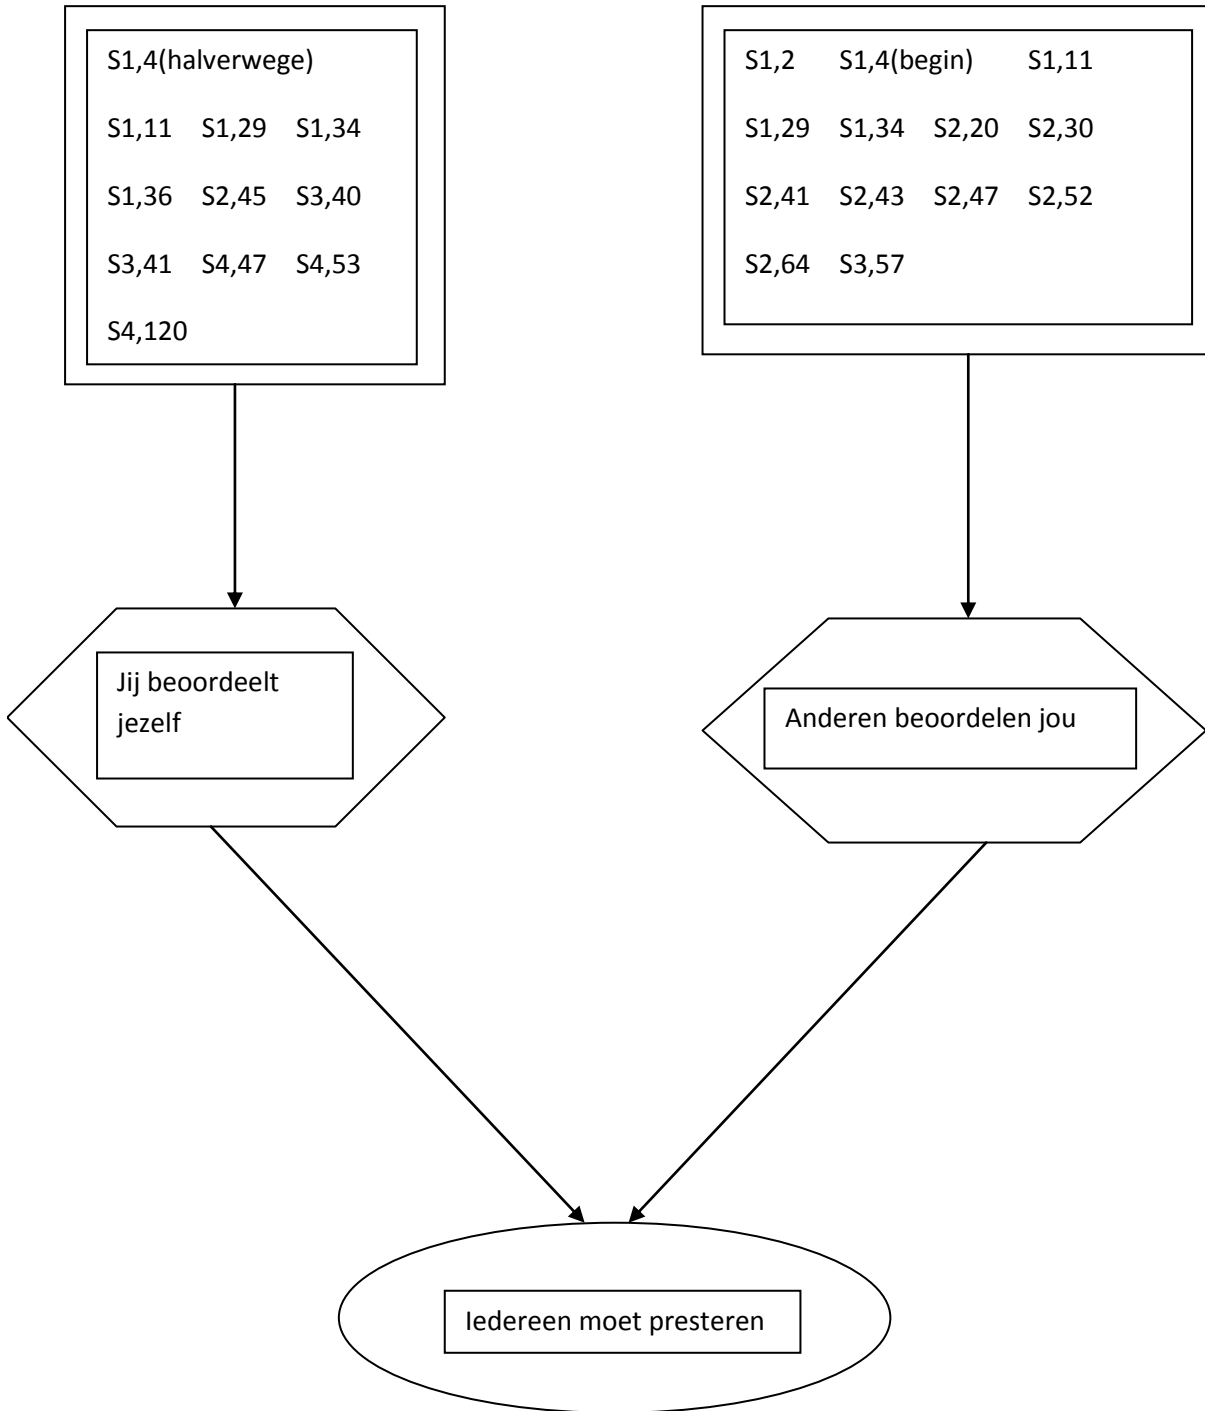 S1,4(halverwege)
S1,11 S1,29 S1,34
S1,36 S2,45 S3,40
S3,41 S4,47 S4,53
S4,120
S1,2 S1,4(begin) S1,11
S1,29 S1,34 S2,20 S2,30
S2,41 S2,43 S2,47 S2,52
S2,64 S3,57
Jij beoordeelt
jezelf
Anderen beoordelen jou
Iedereen moet presteren